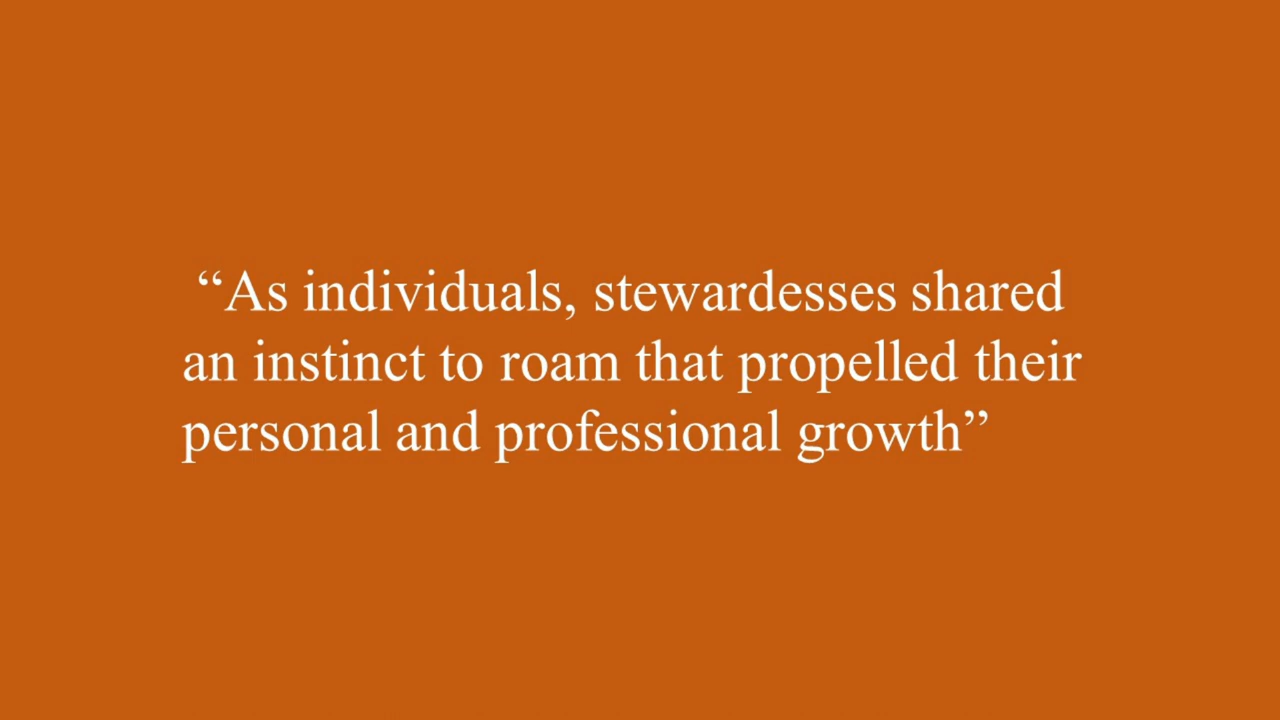 “As individuals, stewardesses shared
an instinct to roam that propelled their
personal and professional growth”